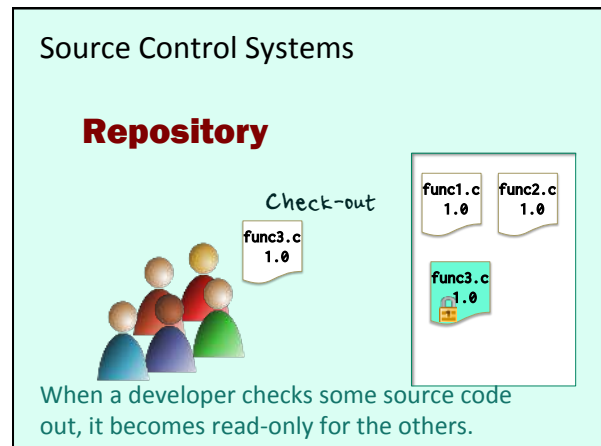 Source Control Systems
Repository
Check-out
func3.c
1.0
func1.c
1.0
func2.c
1.0
func3.c
1.0
When a developer checks some source code
out, it becomes read-only for the others.